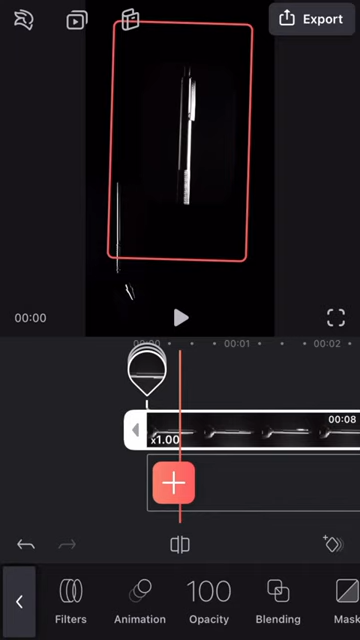 Export
00:00
00:00
00:01
00:02
00:08
x1.00
100
Filters
Animation
Opacity
Blending
Mask